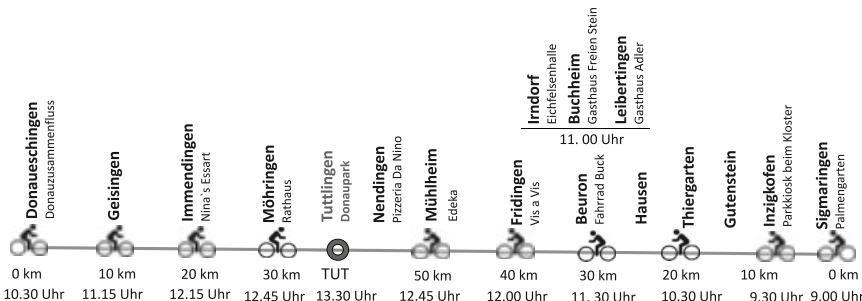 Irndorf
Eichfelsenhalle
Buchheim
Gasthaus Freien Stein
Leibertingen
Gasthaus Adler
11. 00 Uhr
Donaueschingen
Donauzusammenfluss
Geisingen
Immendingen
Nina`s Essart
Möhringen
Rathaus
Tuttlingen
Donaupark
Nendingen
Pizzeria Da Nino
Mühlheim
Edeka
Fridingen
Vis a Vis
Beuron
Fahrrad Buck
Hausen
Thiergarten
Gutenstein
Inzigkofen
Parkkiosk beim Kloster
Sigmaringen
Palmengarten
0 km 10 km 20 km 30 km TUT 50 km 40 km 30 km 20 km 10 km 0 km
10.30 Uhr 11.15 Uhr 12.15 Uhr 12.45 Uhr 13.30 Uhr 12.45 Uhr 12.00 Uhr 11. 30 Uhr 10.30 Uhr 9.30 Uhr 9.00 Uhr